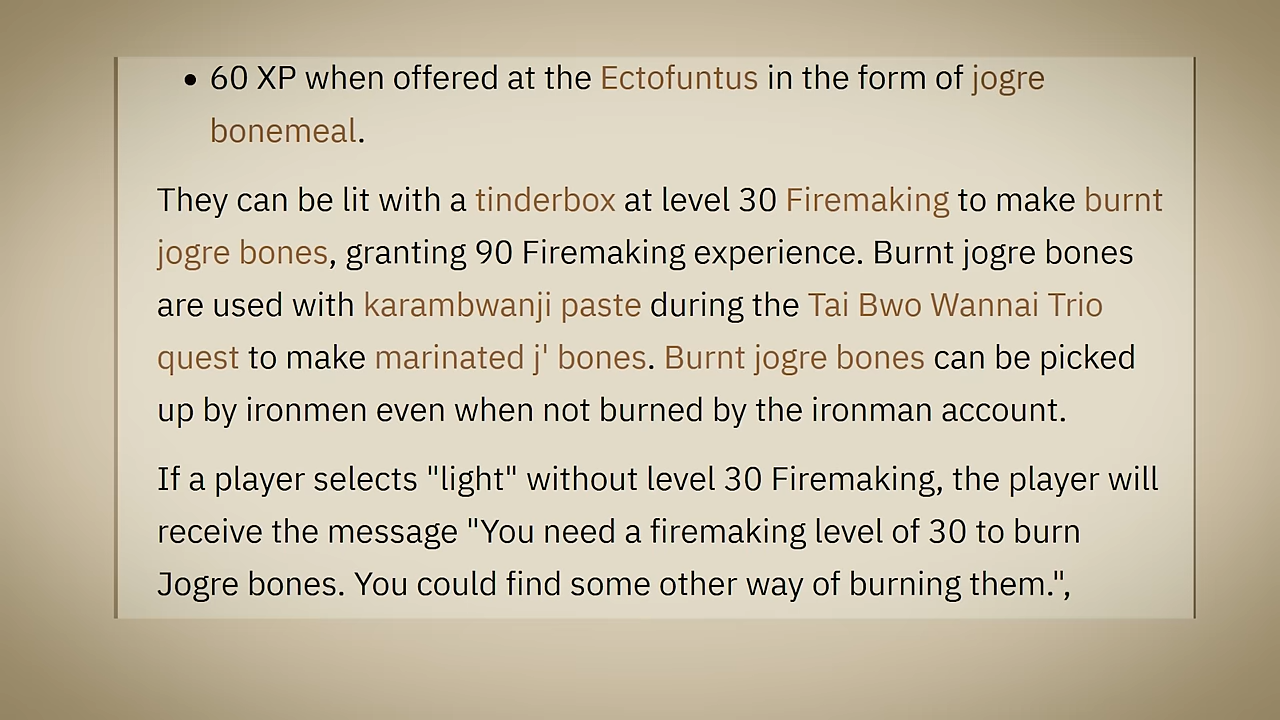 • 60 XP when offered at the Ectofuntus in the form of jogre
bonemeal.
They can be lit with a tinderbox at level 30 Firemaking to make burnt
jogre bones, granting 90 Firemaking experience. Burnt jogre bones
are used with karambwanji paste during the Tai Bwo Wannai Trio
quest to make marinated j' bones. Burnt jogre bones can be picked
up by ironmen even when not burned by the ironman account.
If a player selects "light" without level 30 Firemaking, the player will
receive the message "You need a firemaking level of 30 to burn
Jogre bones. You could find some other way of burning them.",